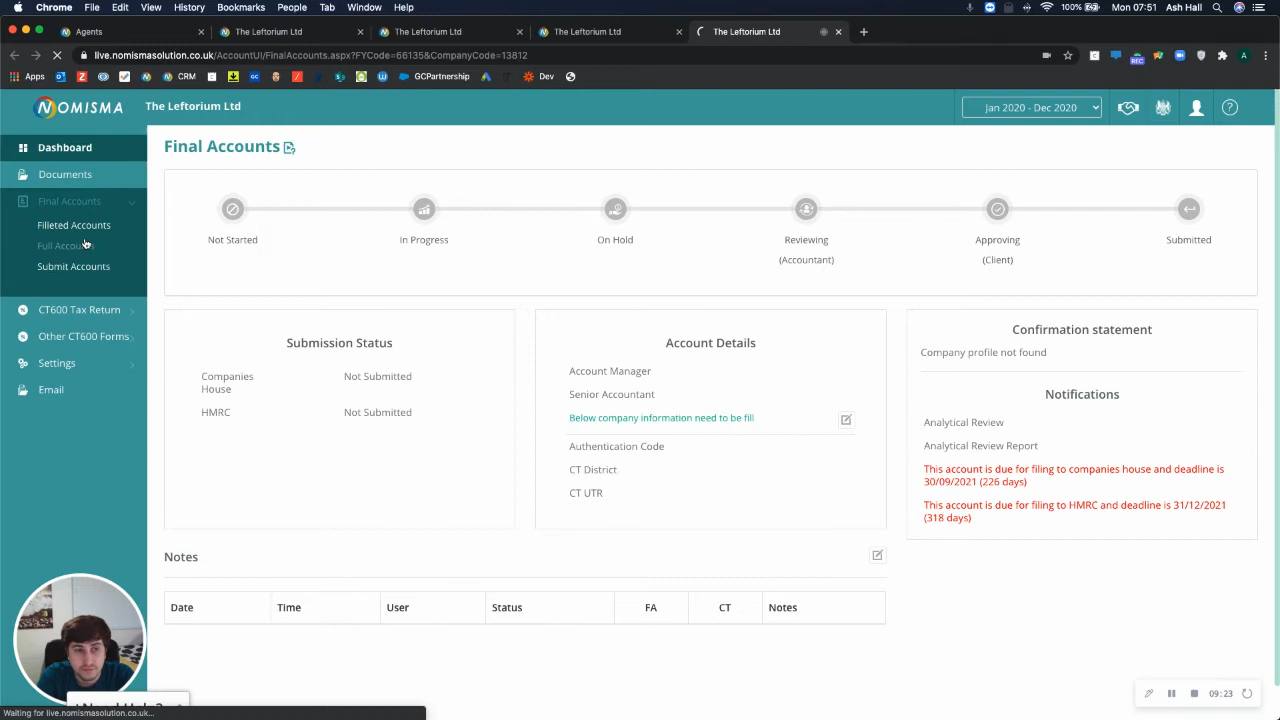 Chrome File Edit View History Bookmarks People Tab Window Help 100% Mon 07:51 Ash Hall
Agents The Leftorium Ltd The Leftorium Ltd The Leftorium Ltd The Leftorium Ltd
live.nomismasolution.co.uk/AccountUI/FinalAccounts.aspx?FYCode=66135&CompanyCode=13812
Apps CRM GCPartnership Dev
NOMISMA The Leftorium Ltd Jan 2020 - Dec 2020
Dashboard
Documents
Final Accounts
Filleted Accounts
Full Accounts
Submit Accounts
CT600 Tax Return
Other CT600 Forms
Settings
Email
Final Accounts
Not Started In Progress On Hold Reviewing Approving Submitted
(Accountant) (Client)
Submission Status
Companies House Not Submitted
HMRC Not Submitted
Account Details
Account Manager
Senior Accountant
Below company information need to be fill
Authentication Code
CT District
CT UTR
Confirmation statement
Company profile not found
Notifications
Analytical Review
Analytical Review Report
This account is due for filing to companies house and deadline is
30/09/2021 (226 days)
This account is due for filing to HMRC and deadline is 31/12/2021
(318 days)
Notes
Date Time User Status FA CT Notes
Need Help?
Waiting for live.nomismasolution.co.uk...
09:23